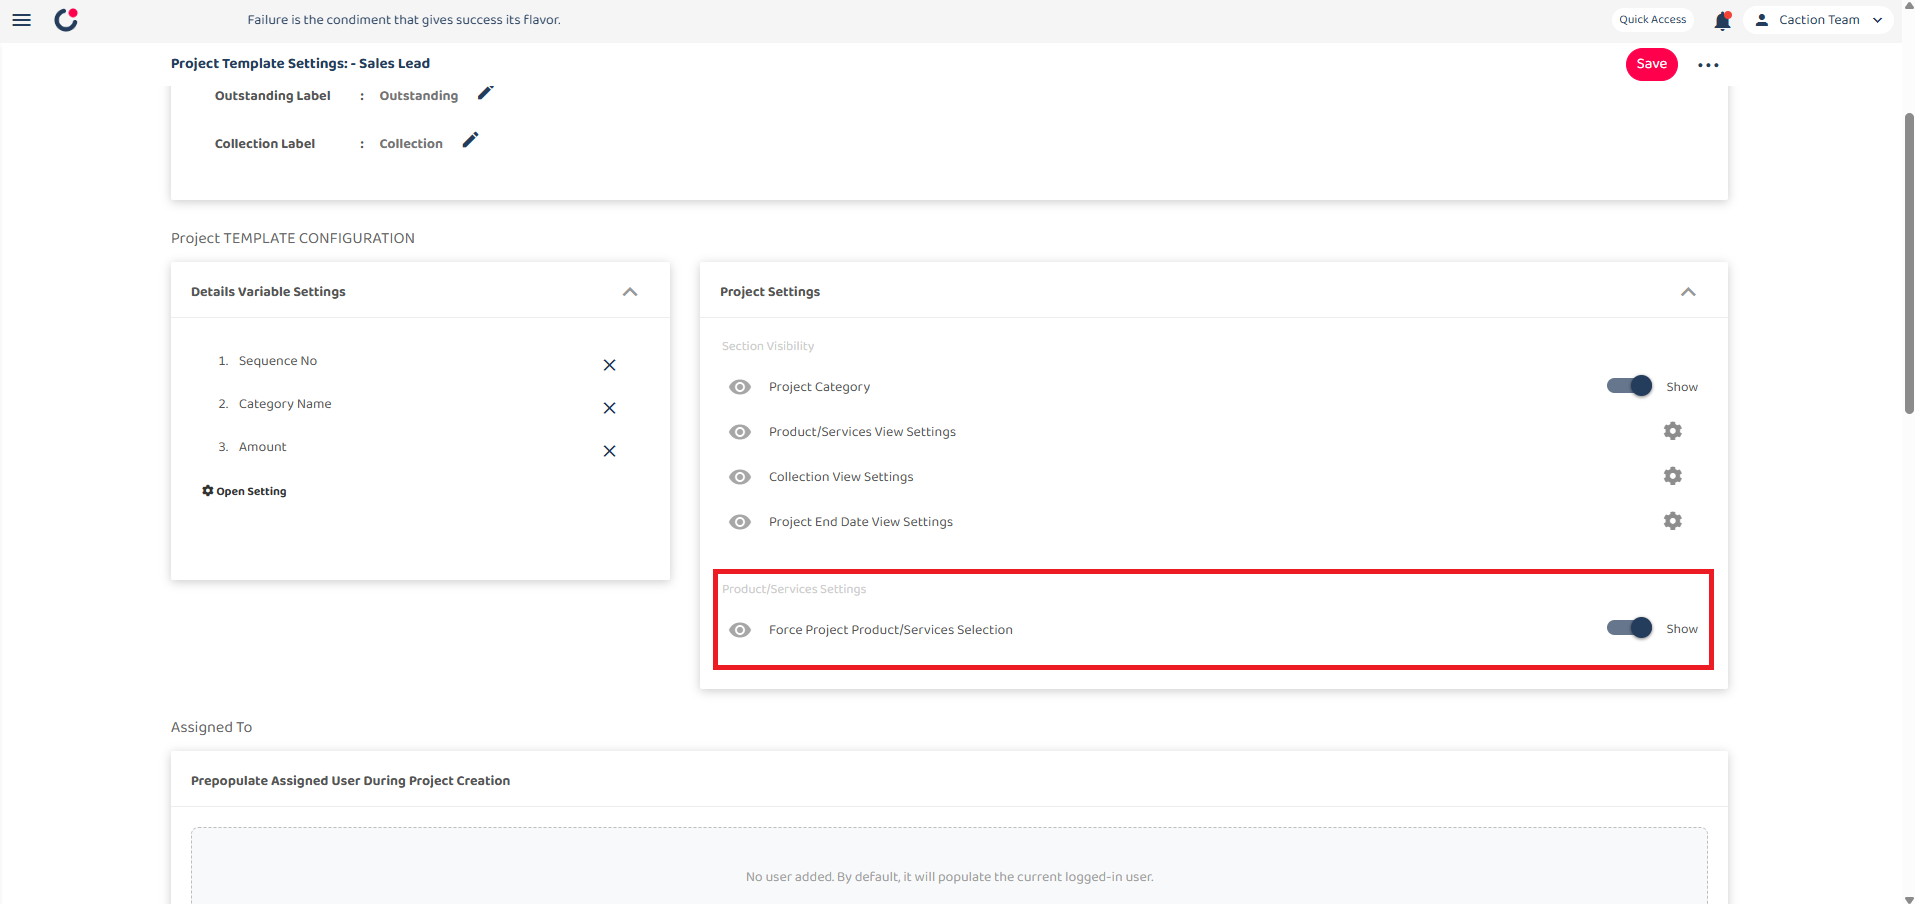 Failure is the condiment that gives success its flavor.
Quick Access
Caction Team
Project Template Settings: - Sales Lead
Save
Outstanding Label : Outstanding
Collection Label : Collection
Project TEMPLATE CONFIGURATION
Details Variable Settings
1. Sequence No
2. Category Name
3. Amount
Open Setting
Project Settings
Section Visibility
Project Category
Show
Product/Services View Settings
Collection View Settings
Project End Date View Settings
Product/Services Settings
Force Project Product/Services Selection
Show
Assigned To
Prepopulate Assigned User During Project Creation
No user added. By default, it will populate the current logged-in user.